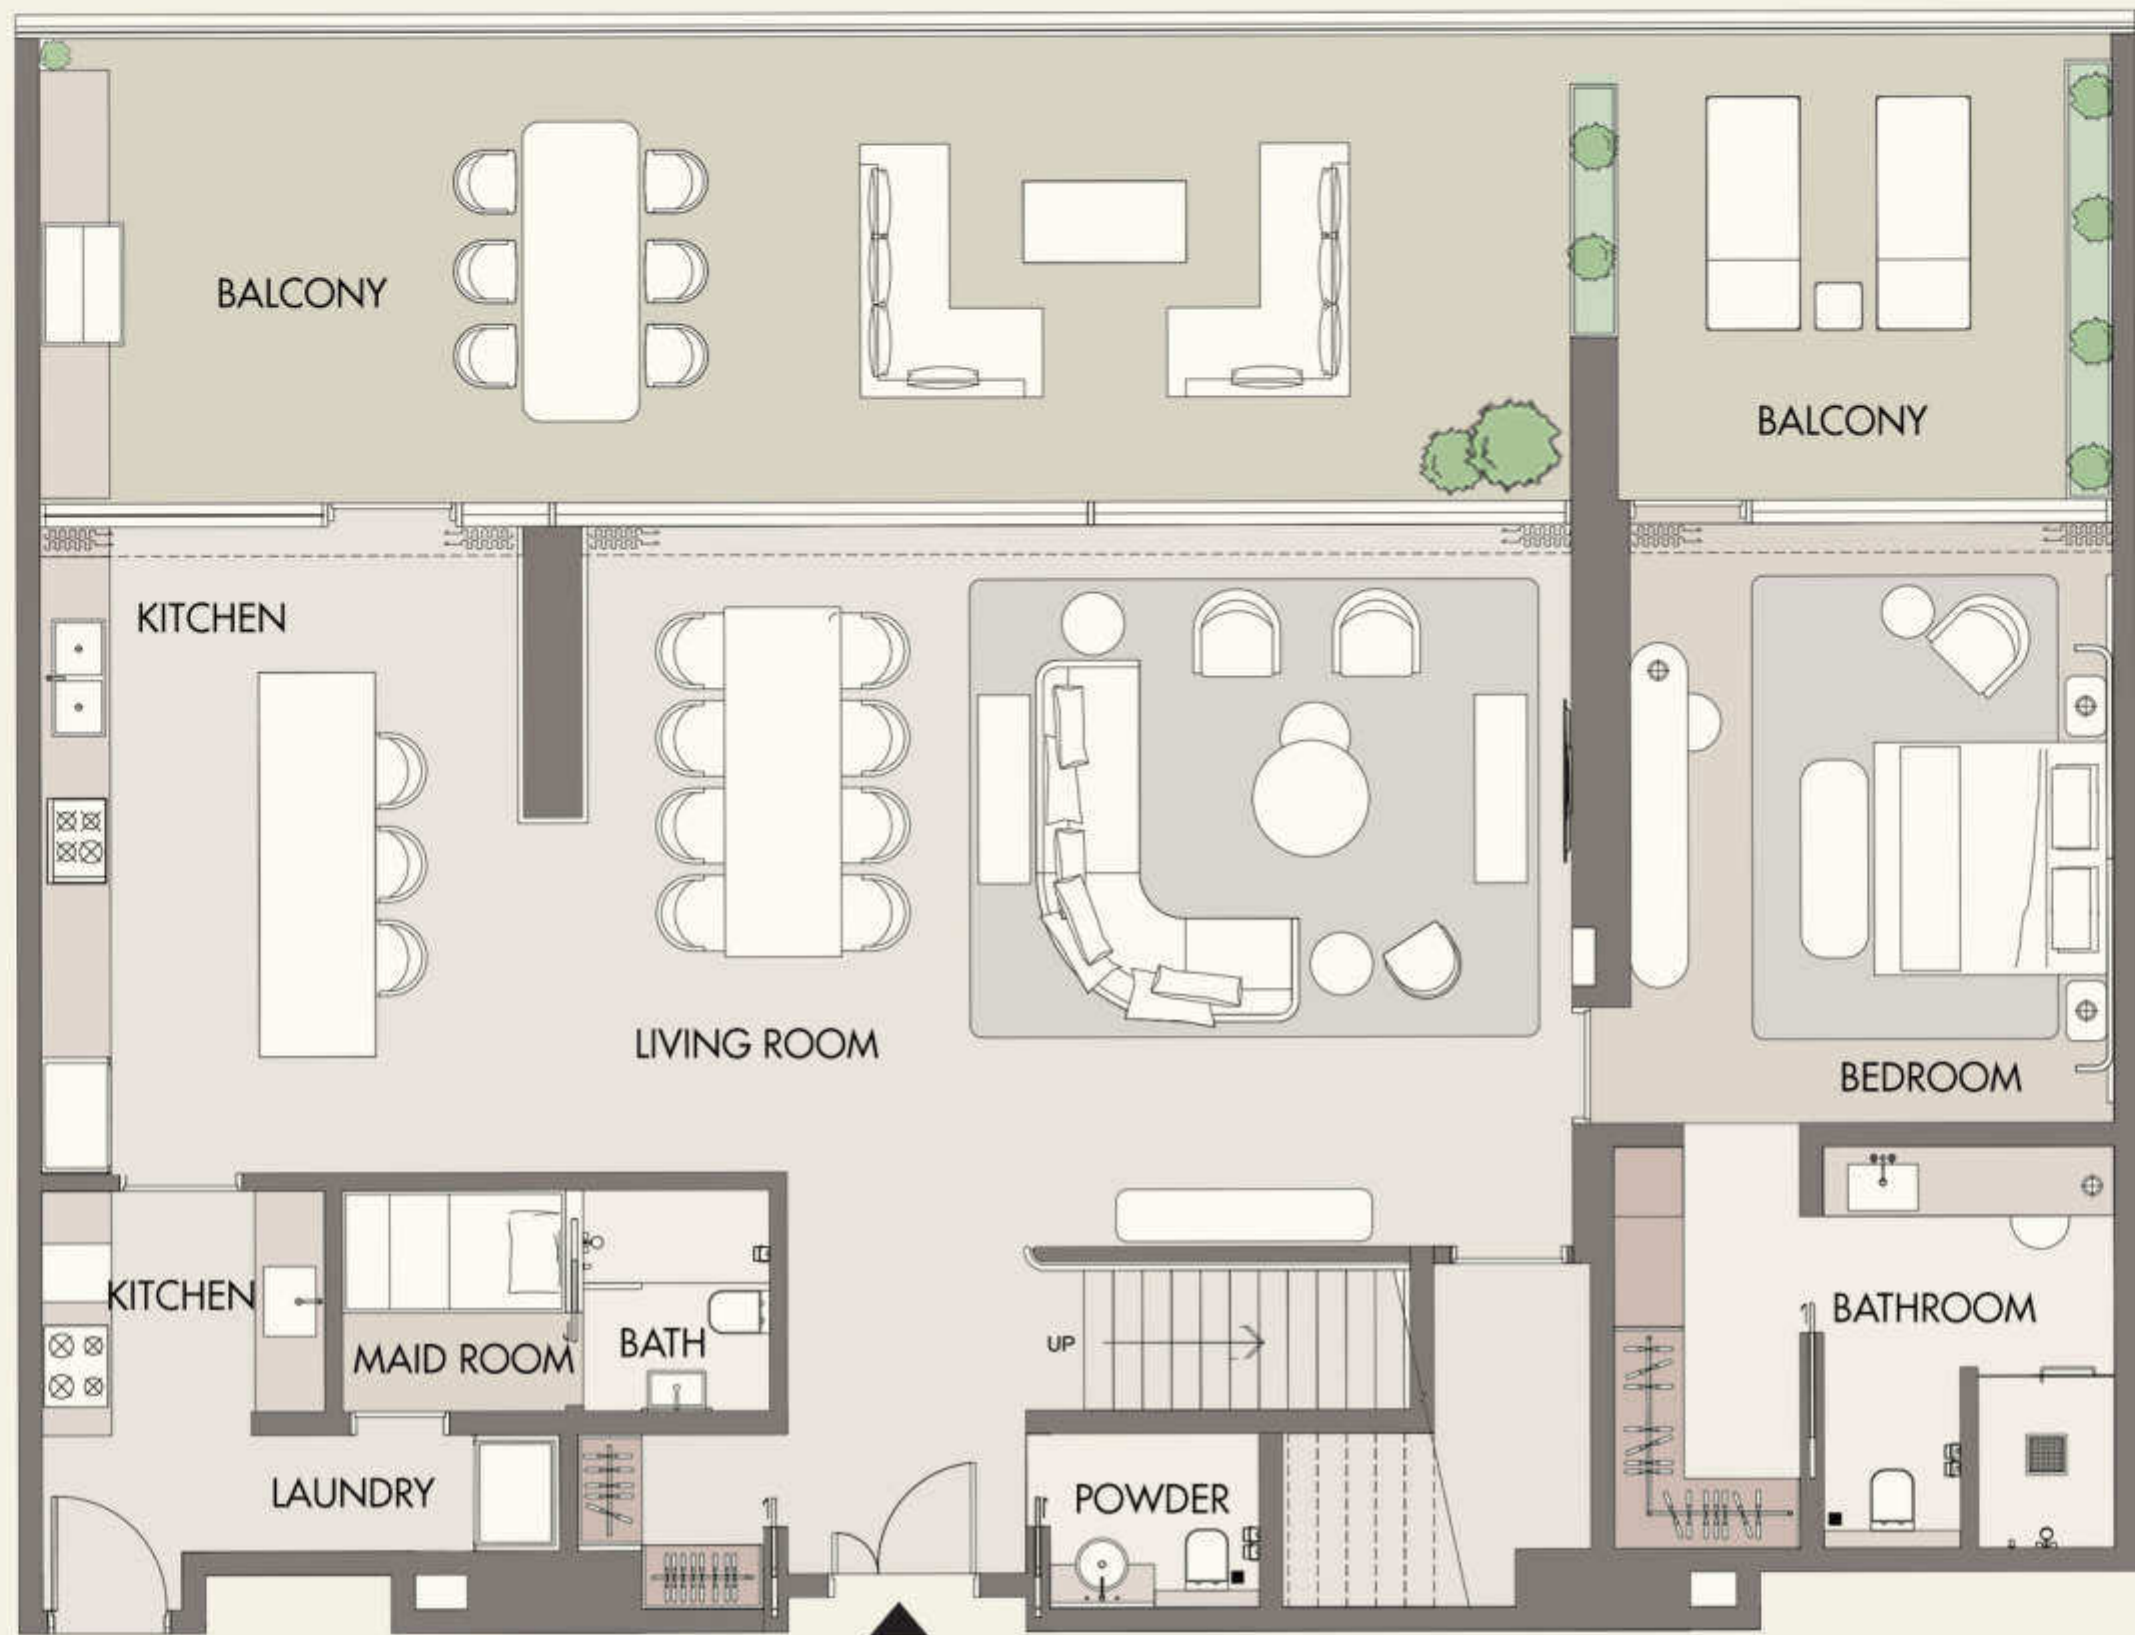 BALCONY
BALCONY
KITCHEN
LIVING ROOM
BEDROOM
KITCHEN
MAID ROOM
BATH
UP
BATHROOM
LAUNDRY
POWDER